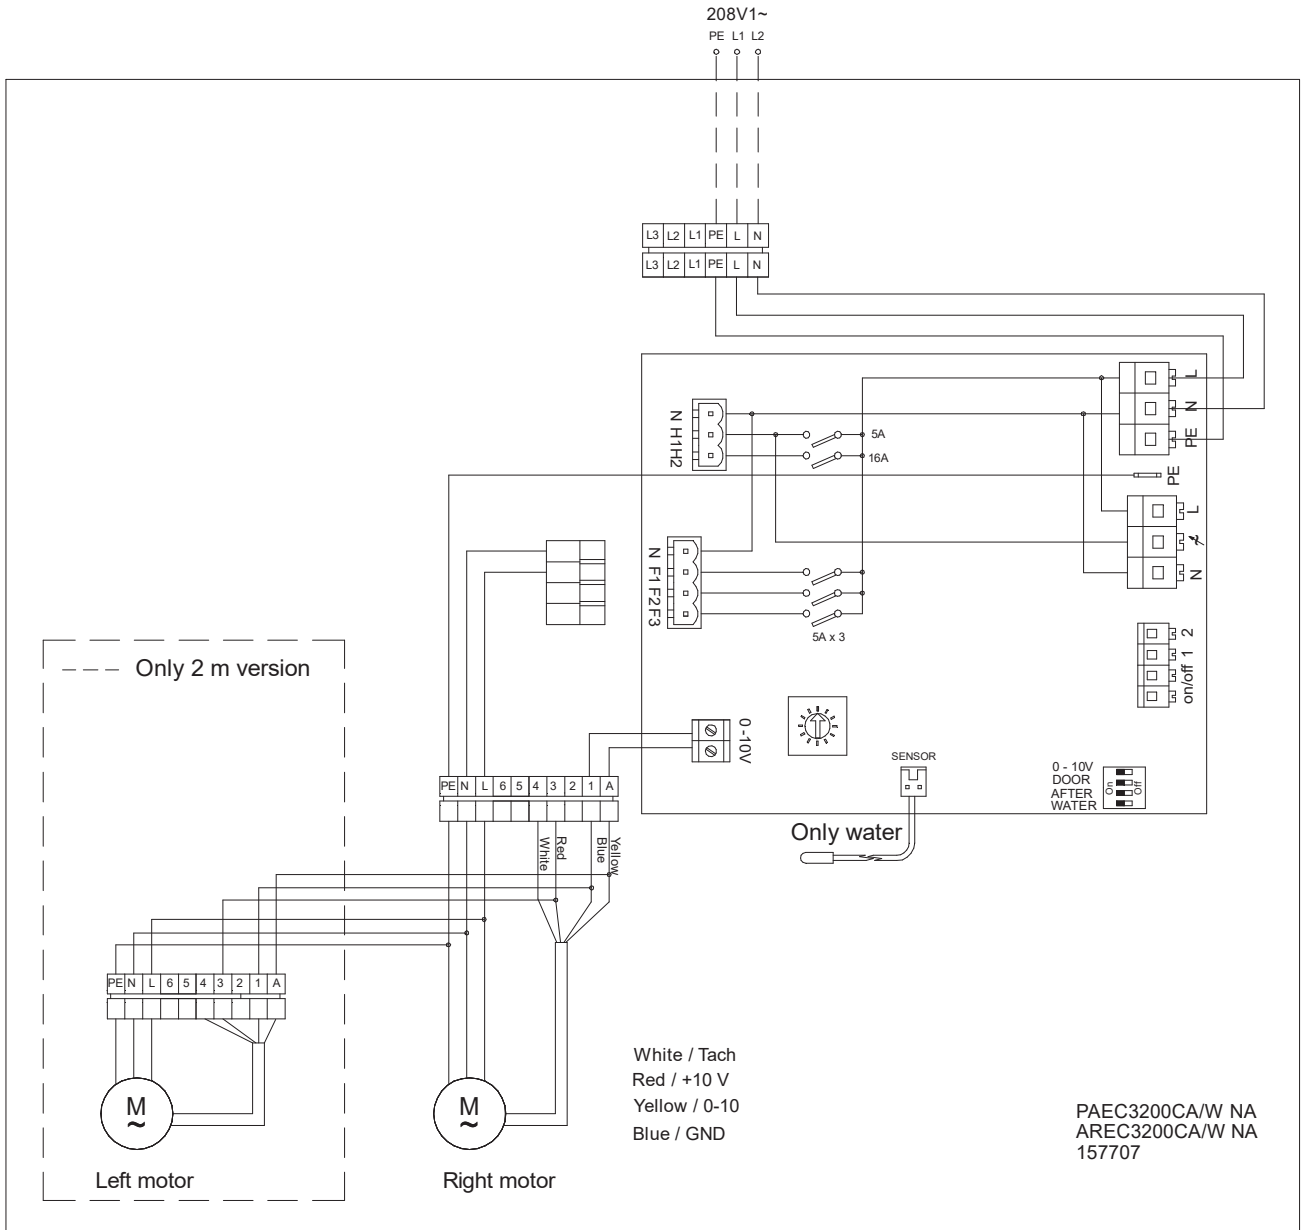 208V1~
PE L1 L2
L3 L2 L1 PE L N
L3 L2 L1 PE L N
L
N
PE
N H1H2
5A
16A
PE
L
N
N F1 F2 F3
5A x 3
on/off 1 2
Only 2 m version
0-10V
SENSOR
0 - 10V
DOOR
AFTER
WATER
On
Off
Only water
PE N L 6 5 4 3 2 1 A
White
Red
Blue
Yellow
PE N L 6 5 4 3 2 1 A
M
~
Left motor
M
~
Right motor
White / Tach
Red / +10 V
Yellow / 0-10
Blue / GND
PAEC3200CA/W NA
AREC3200CA/W NA
157707